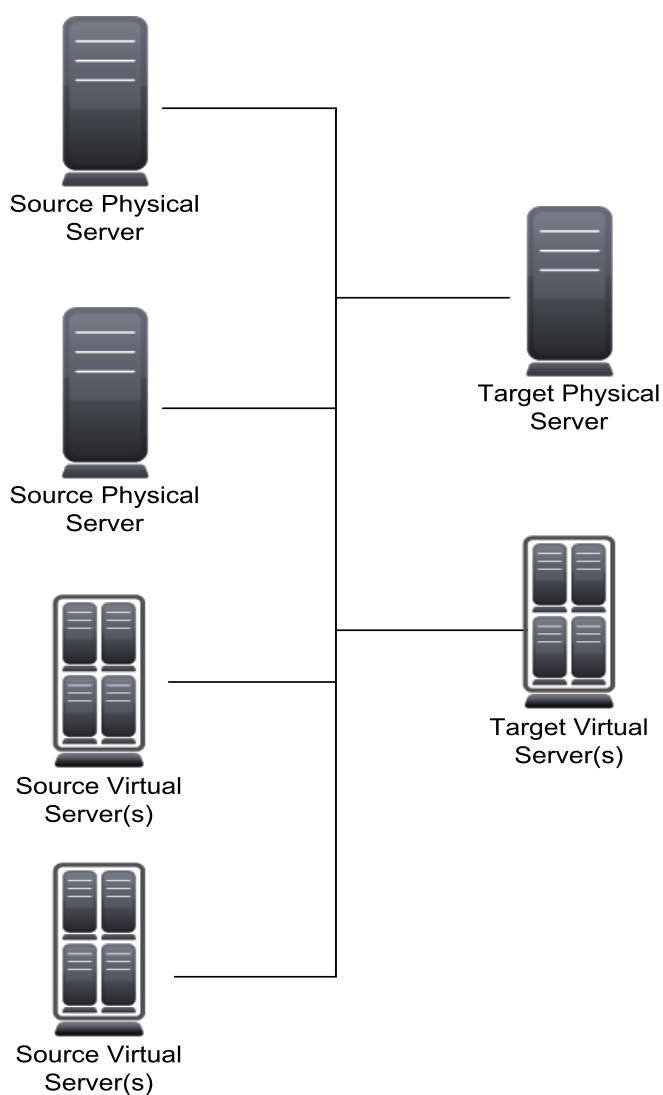 Source Physical
Server
Target Physical
Server
Source Physical
Server
Target Virtual
Server(s)
Source Virtual
Server(s)
Source Virtual
Server(s)